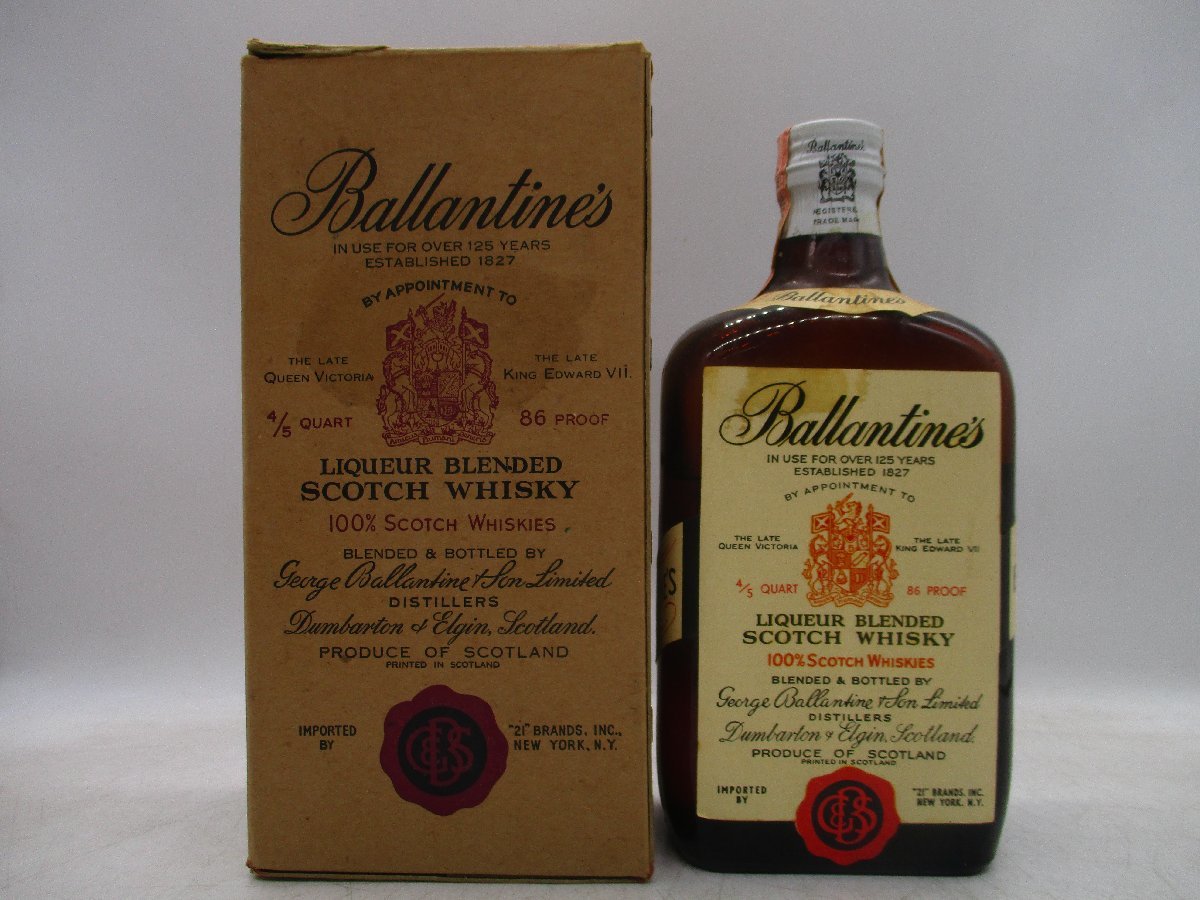 Ballantine's
IN USE FOR OVER 125 YEARS
ESTABLISHED 1827
BY APPOINTMENT TO
THE LATE
QUEEN VICTORIA
THE LATE
KING EDWARD VII.
4/5 QUART
86 PROOF
LIQUEUR BLENDED
SCOTCH WHISKY
100% SCOTCH WHISKIES
BLENDED & BOTTLED BY
George Ballantine & Son Limited
DISTILLERS
Dumbarton & Elgin, Scotland.
PRODUCE OF SCOTLAND
PRINTED IN SCOTLAND
IMPORTED
BY
GBS
"21" BRANDS, INC.,
NEW YORK, N.Y.
Ballantine's
REGISTERED
TRADE MARK
Ballantine's
Ballantine's
IN USE FOR OVER 125 YEARS
ESTABLISHED 1827
BY APPOINTMENT TO
THE LATE
QUEEN VICTORIA
THE LATE
KING EDWARD VII
4/5 QUART
86 PROOF
LIQUEUR BLENDED
SCOTCH WHISKY
100% SCOTCH WHISKIES
BLENDED & BOTTLED BY
George Ballantine & Son Limited
DISTILLERS
Dumbarton & Elgin, Scotland.
PRODUCE OF SCOTLAND
PRINTED IN SCOTLAND
IMPORTED
BY
GBS
"21" BRANDS, INC.
NEW YORK, N.Y.